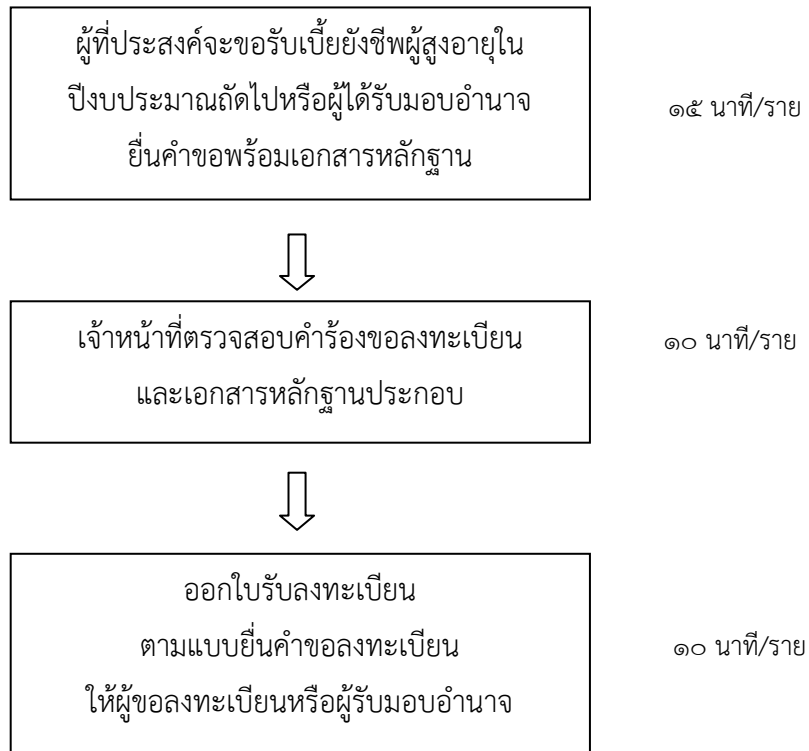 ผู้ที่ประสงค์จะขอรับเบี้ยยังชีพผู้สูงอายุใน
ปีงบประมาณถัดไปหรือผู้ได้รับมอบอำนาจ
ยื่นคำขอพร้อมเอกสารหลักฐาน
๑๕ นาที/ราย
เจ้าหน้าที่ตรวจสอบคำร้องขอลงทะเบียน
และเอกสารหลักฐานประกอบ
๑๐ นาที/ราย
ออกใบรับลงทะเบียน
ตามแบบยื่นคำขอลงทะเบียน
ให้ผู้ขอลงทะเบียนหรือผู้รับมอบอำนาจ
๑๐ นาที/ราย